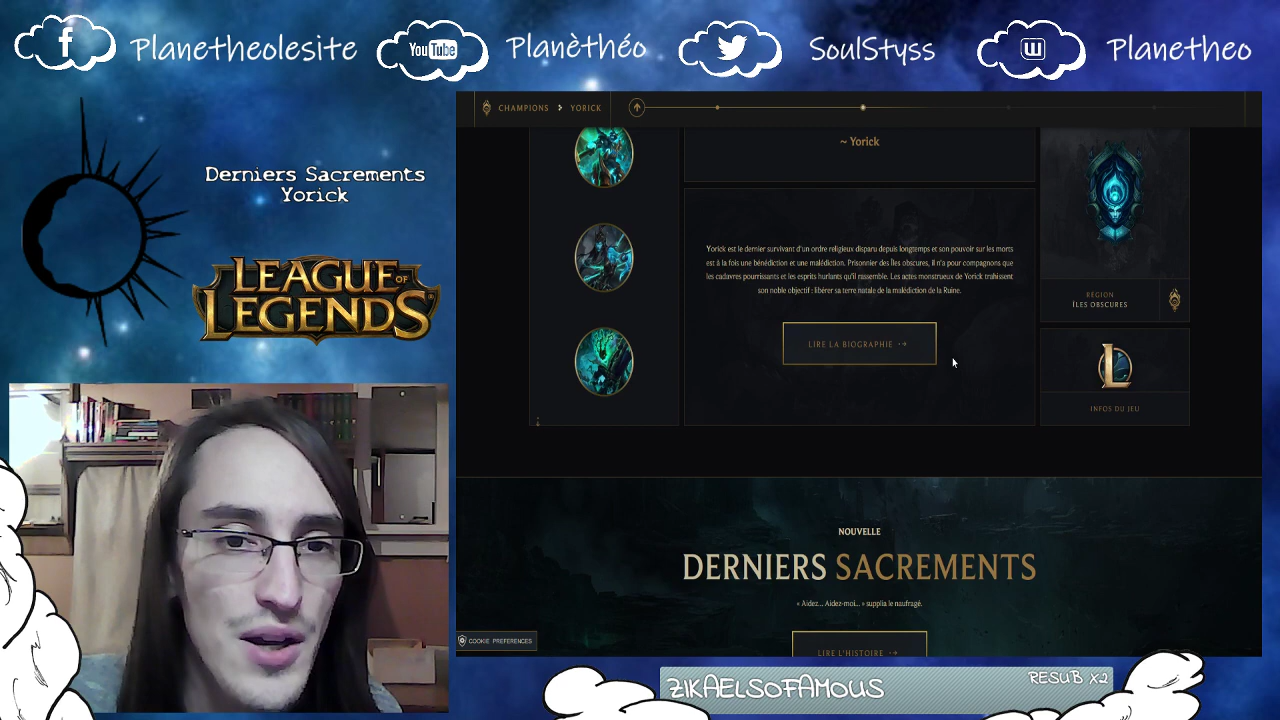 Planetheolesite
You Tube
Planèthéo
SoulStyss
W
Planetheo
CHAMPIONS
YORICK
Derniers Sacrements
Yorick
LEAGUE OF
LEGENDS
~ Yorick
Yorick est le dernier survivant d'un ordre religieux disparu depuis longtemps et son pouvoir sur les morts
est à la fois une bénédiction et une malédiction. Prisonnier des Îles obscures, il n'a pour compagnons que
les cadavres pourrissants et les esprits hurlants qu'il rassemble. Les actes monstrueux de Yorick trahissent
son noble objectif : libérer sa terre natale de la malédiction de la Ruine.
LIRE LA BIOGRAPHIE
RÉGION
ÎLES OBSCURES
INFOS DU JEU
NOUVELLE
DERNIERS SACREMENTS
« Aidez... Aidez-moi... » supplia le naufragé.
LIRE L'HISTOIRE
COOKIE PREFERENCES
ZIKAELSOFAMOUS
RESUB X2